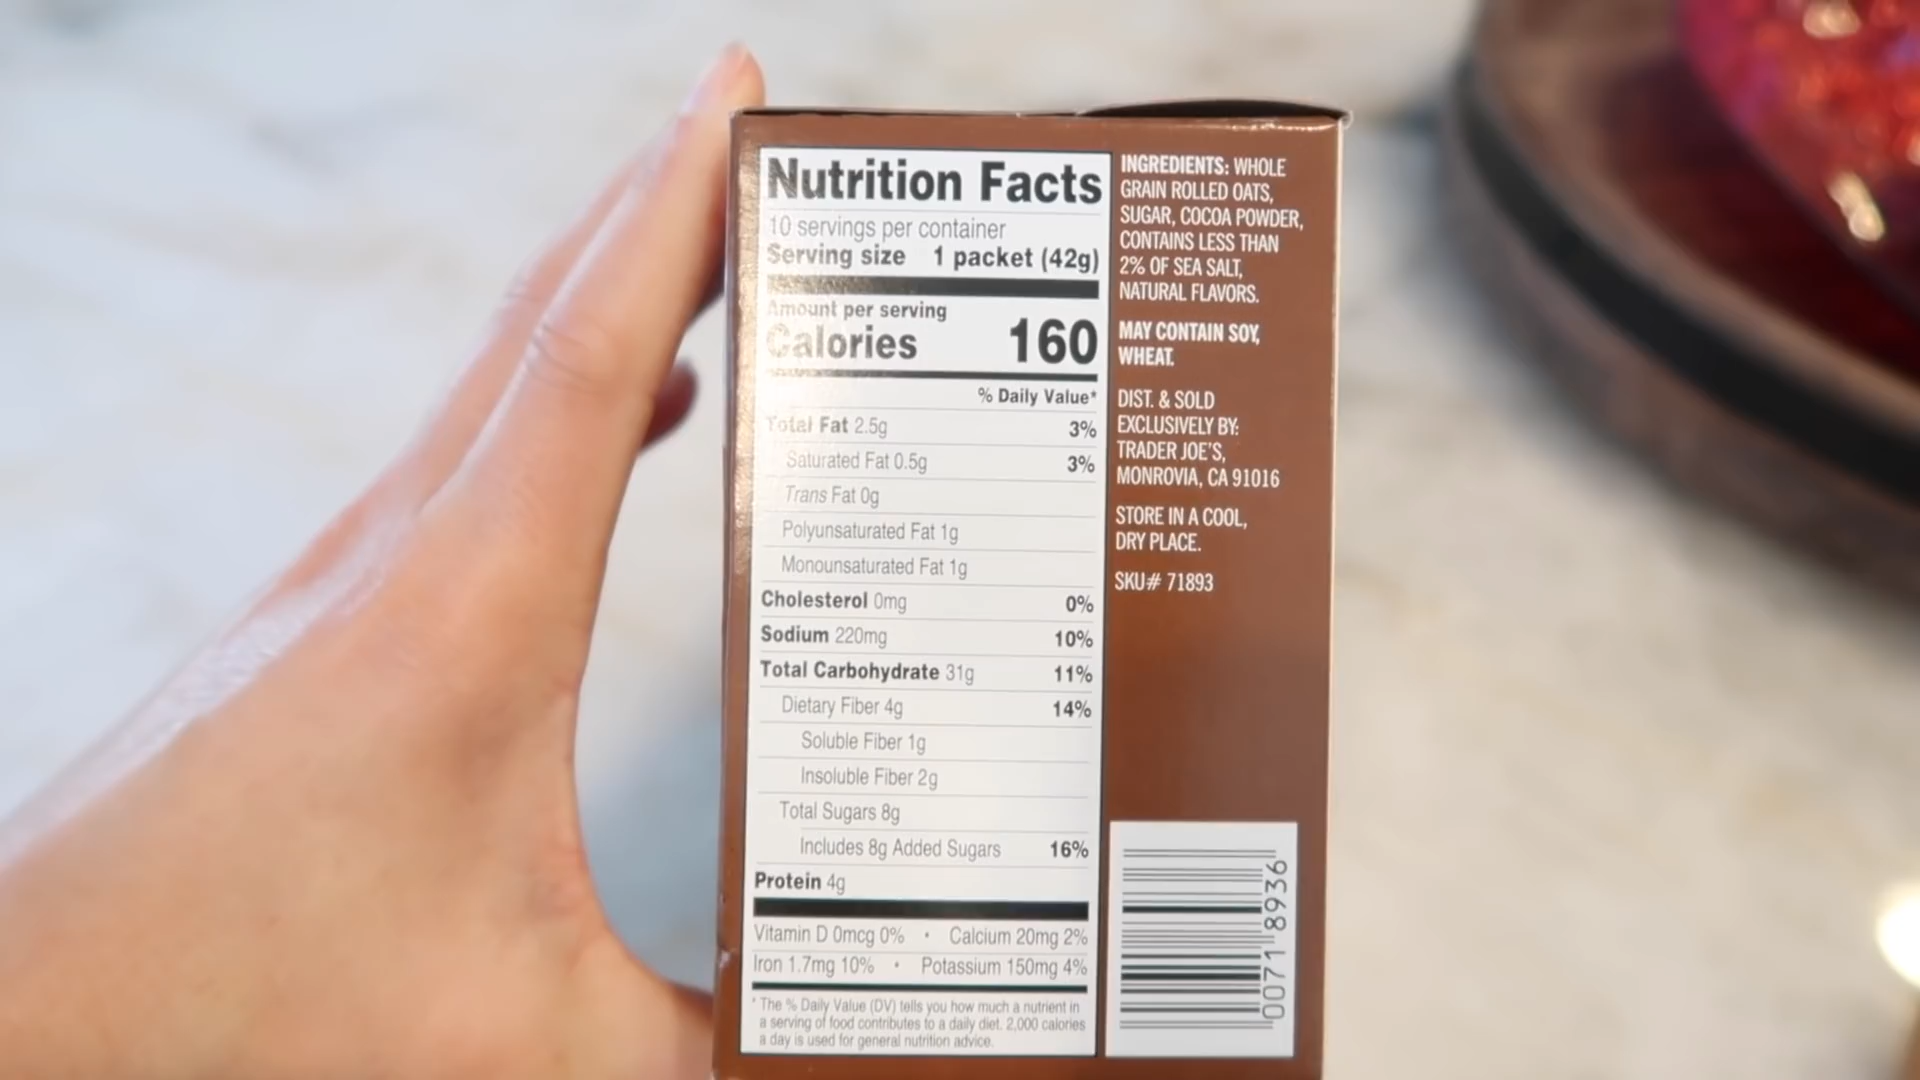 Nutrition Facts
10 servings per container
Serving size 1 packet (42g)
Amount per serving
Calories 160
% Daily Value*
Total Fat 2.5g 3%
Saturated Fat 0.5g 3%
Trans Fat 0g
Polyunsaturated Fat 1g
Monounsaturated Fat 1g
Cholesterol 0mg 0%
Sodium 220mg 10%
Total Carbohydrate 31g 11%
Dietary Fiber 4g 14%
Soluble Fiber 1g
Insoluble Fiber 2g
Total Sugars 8g
Includes 8g Added Sugars 16%
Protein 4g
Vitamin D 0mcg 0% • Calcium 20mg 2%
Iron 1.7mg 10% • Potassium 150mg 4%
* The % Daily Value (DV) tells you how much a nutrient in
a serving of food contributes to a daily diet. 2,000 calories
a day is used for general nutrition advice.
INGREDIENTS: WHOLE
GRAIN ROLLED OATS,
SUGAR, COCOA POWDER,
CONTAINS LESS THAN
2% OF SEA SALT,
NATURAL FLAVORS.
MAY CONTAIN SOY,
WHEAT.
DIST. & SOLD
EXCLUSIVELY BY:
TRADER JOE'S,
MONROVIA, CA 91016
STORE IN A COOL,
DRY PLACE.
SKU# 71893
0071 8936